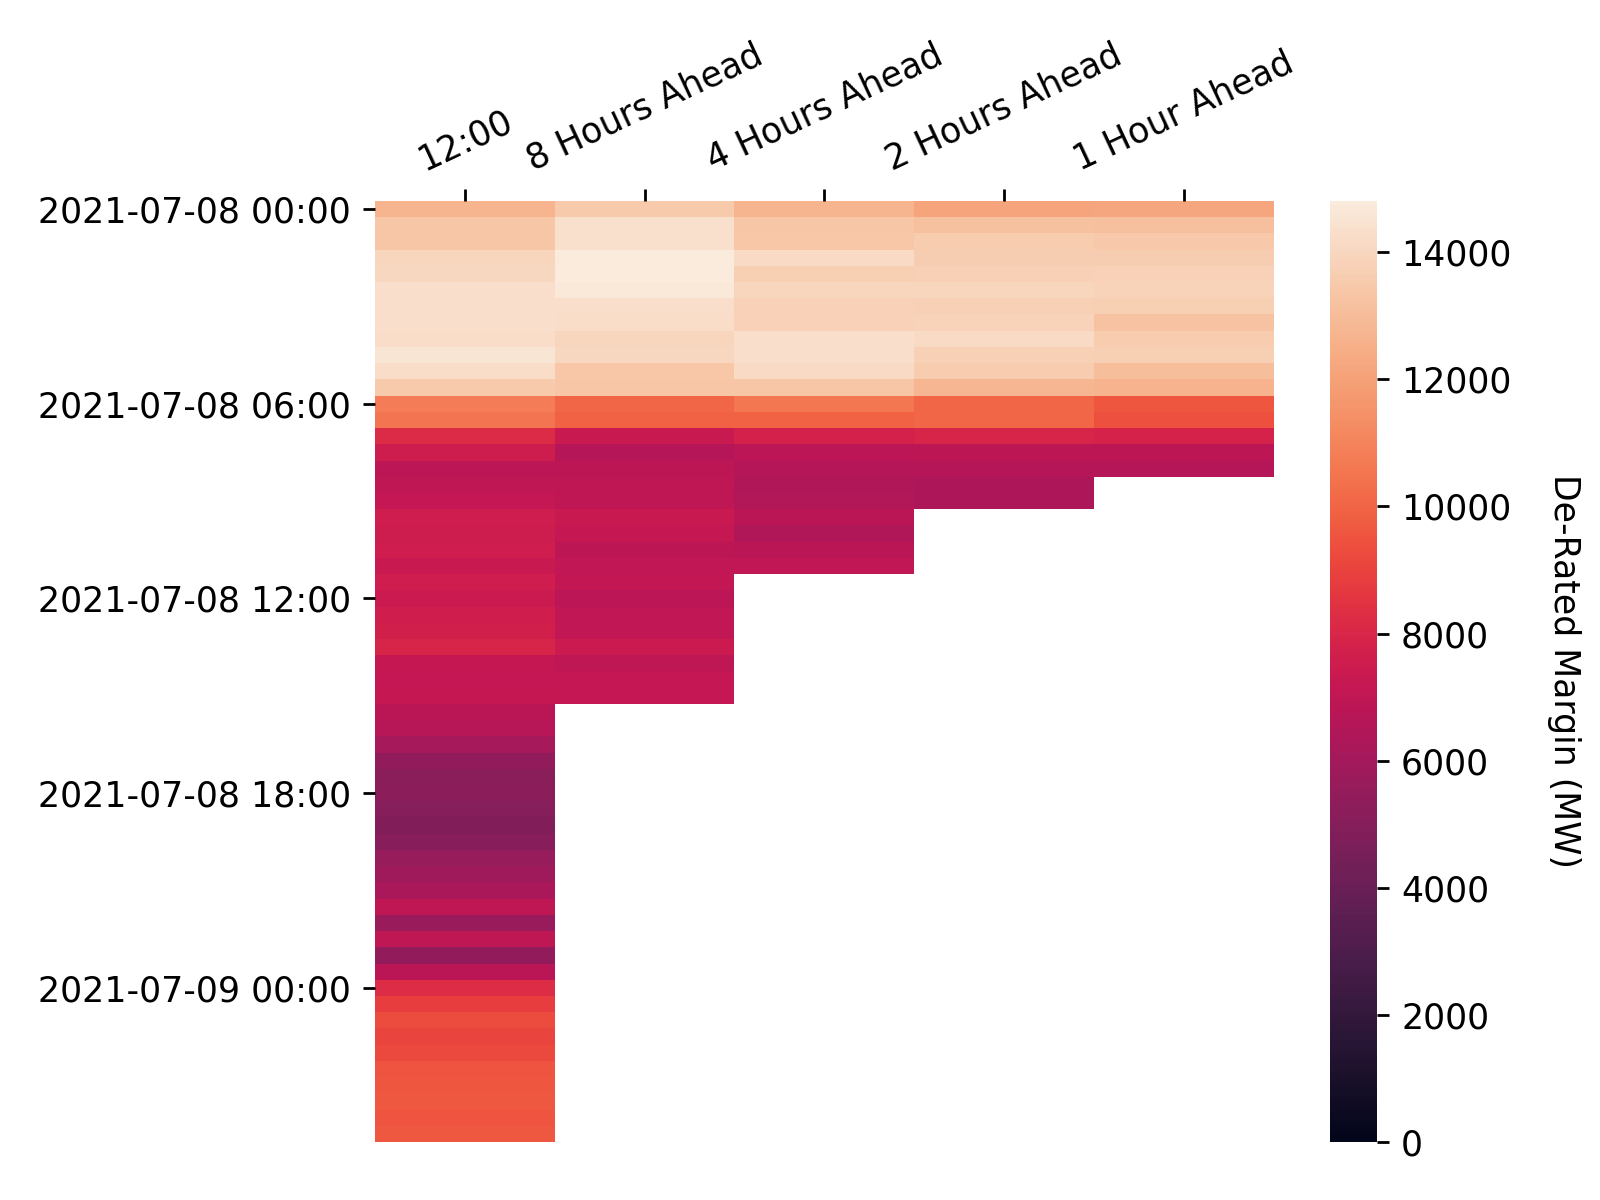 12:00
8 Hours Ahead
4 Hours Ahead
2 Hours Ahead
1 Hour Ahead
2021-07-08 00:00
2021-07-08 06:00
2021-07-08 12:00
2021-07-08 18:00
2021-07-09 00:00
14000
12000
10000
8000
6000
4000
2000
0
De-Rated Margin (MW)